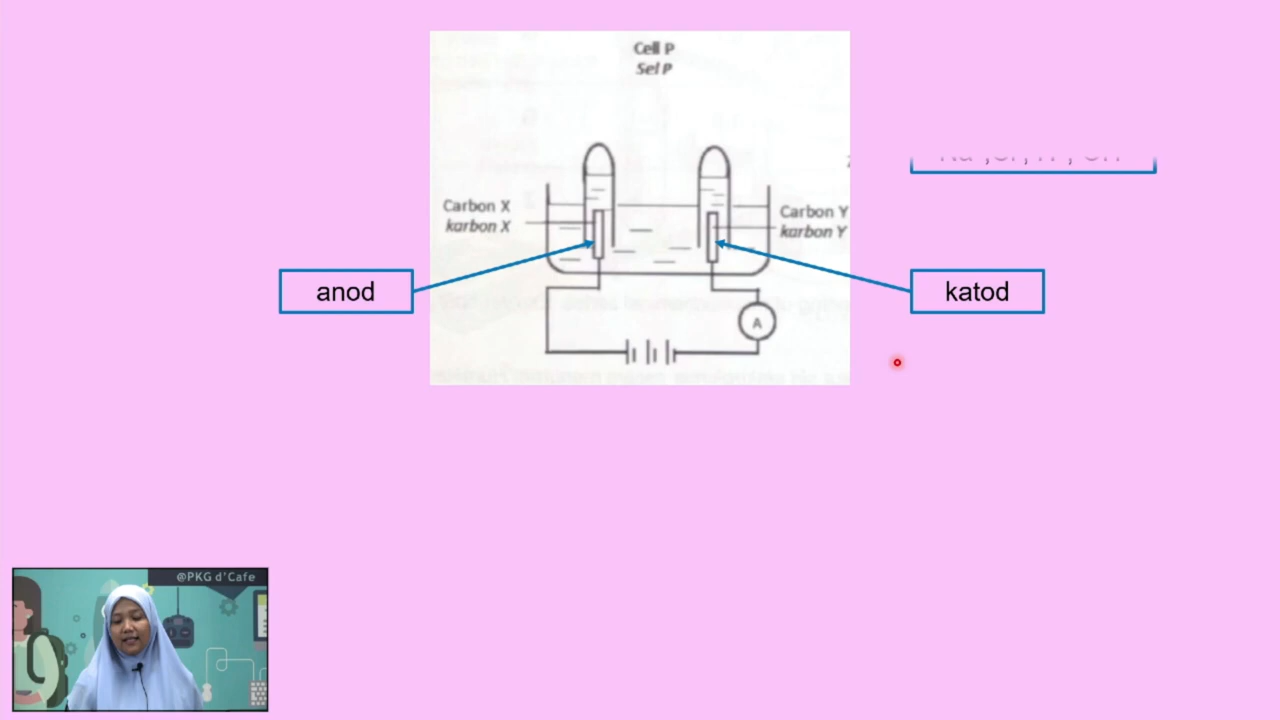 Cell P
Sel P
Carbon X
karbon X
Carbon Y
karbon Y
anod
katod
A
@PKG d'Cafe